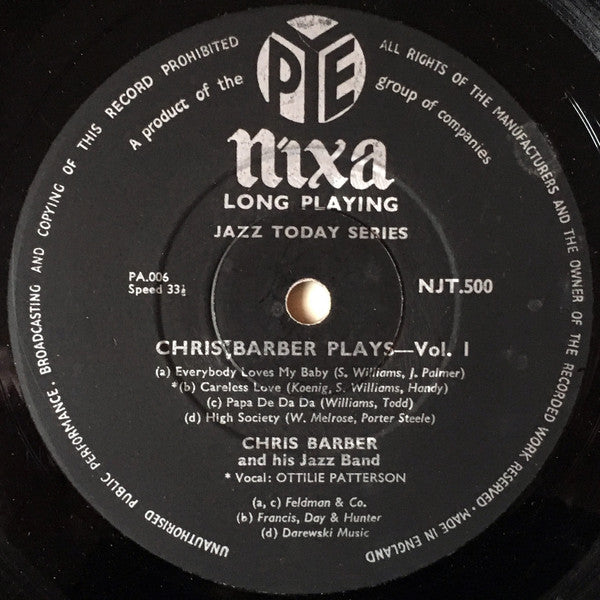 UNAUTHORISED PUBLIC PERFORMANCE · BROADCASTING AND COPYING OF THIS RECORD PROHIBITED
ALL RIGHTS OF THE MANUFACTURERS AND THE OWNER OF THE RECORDED WORK RESERVED · MADE IN ENGLAND
A product of the PYE group of companies
nixa
LONG PLAYING
JAZZ TODAY SERIES
PA.006
Speed 33⅓
NJT.500
CHRIS BARBER PLAYS—Vol. 1
(a) Everybody Loves My Baby (S. Williams, J. Palmer)
*(b) Careless Love (Koenig, S. Williams, Handy)
(c) Papa De Da Da (Williams, Todd)
(d) High Society (W. Melrose, Porter Steele)
CHRIS BARBER
and his Jazz Band
* Vocal: OTTILIE PATTERSON
(a, c) Feldman & Co.
(b) Francis, Day & Hunter
(d) Darewski Music